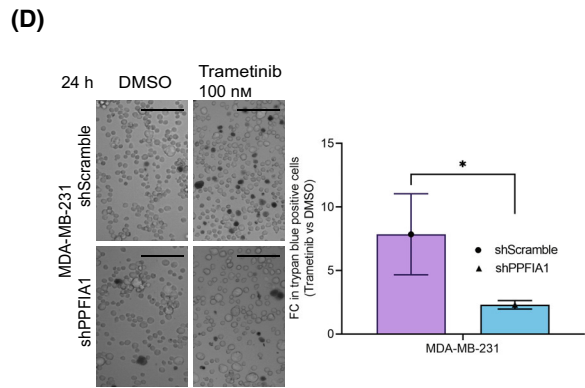 (D)
24 h DMSO Trametinib
100 nM
MDA-MB-231
shScramble
shPPFIA1
FC in trypan blue positive cells
(Trametinib vs DMSO)
15
10
5
0
*
shScramble
shPPFIA1
MDA-MB-231